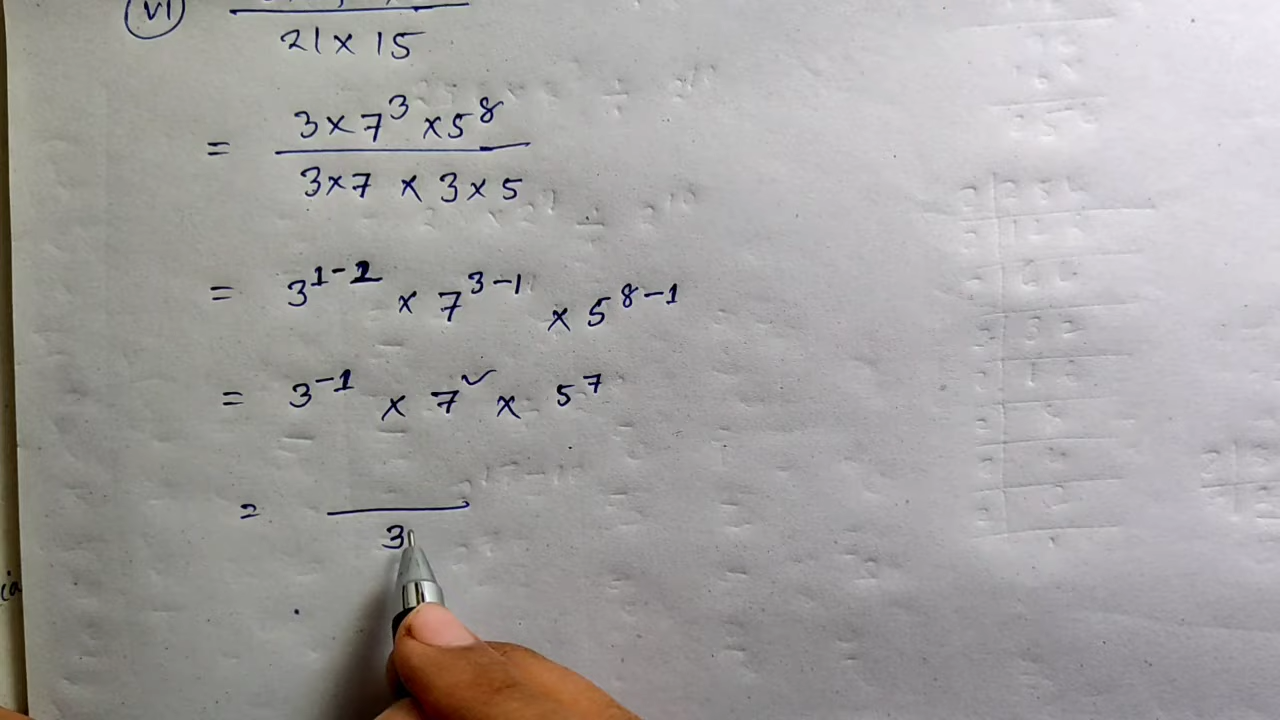 (vi)
21 × 15
= 3 × 7³ × 5⁸
3 × 7 × 3 × 5
= 3¹⁻² × 7³⁻¹ × 5⁸⁻¹
= 3⁻¹ × 7² × 5⁷
=
3